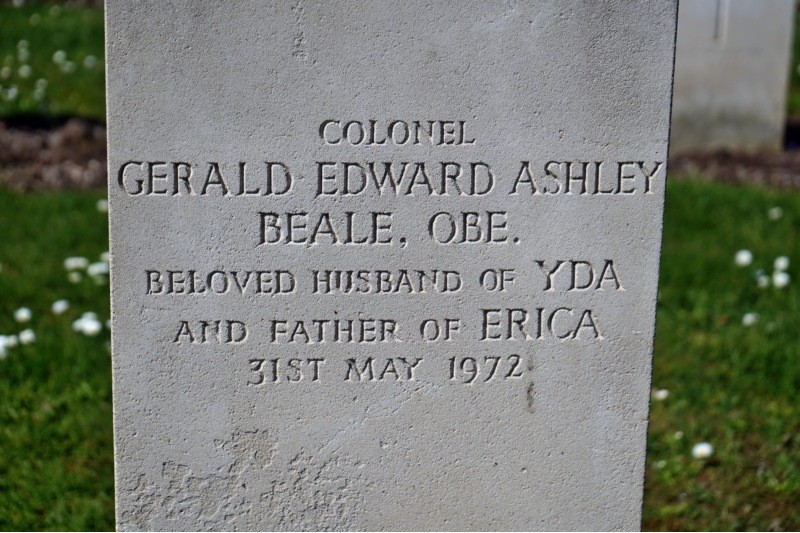 COLONEL
GERALD EDWARD ASHLEY
BEALE, OBE.
BELOVED HUSBAND OF YDA
AND FATHER OF ERICA
31ST MAY 1972